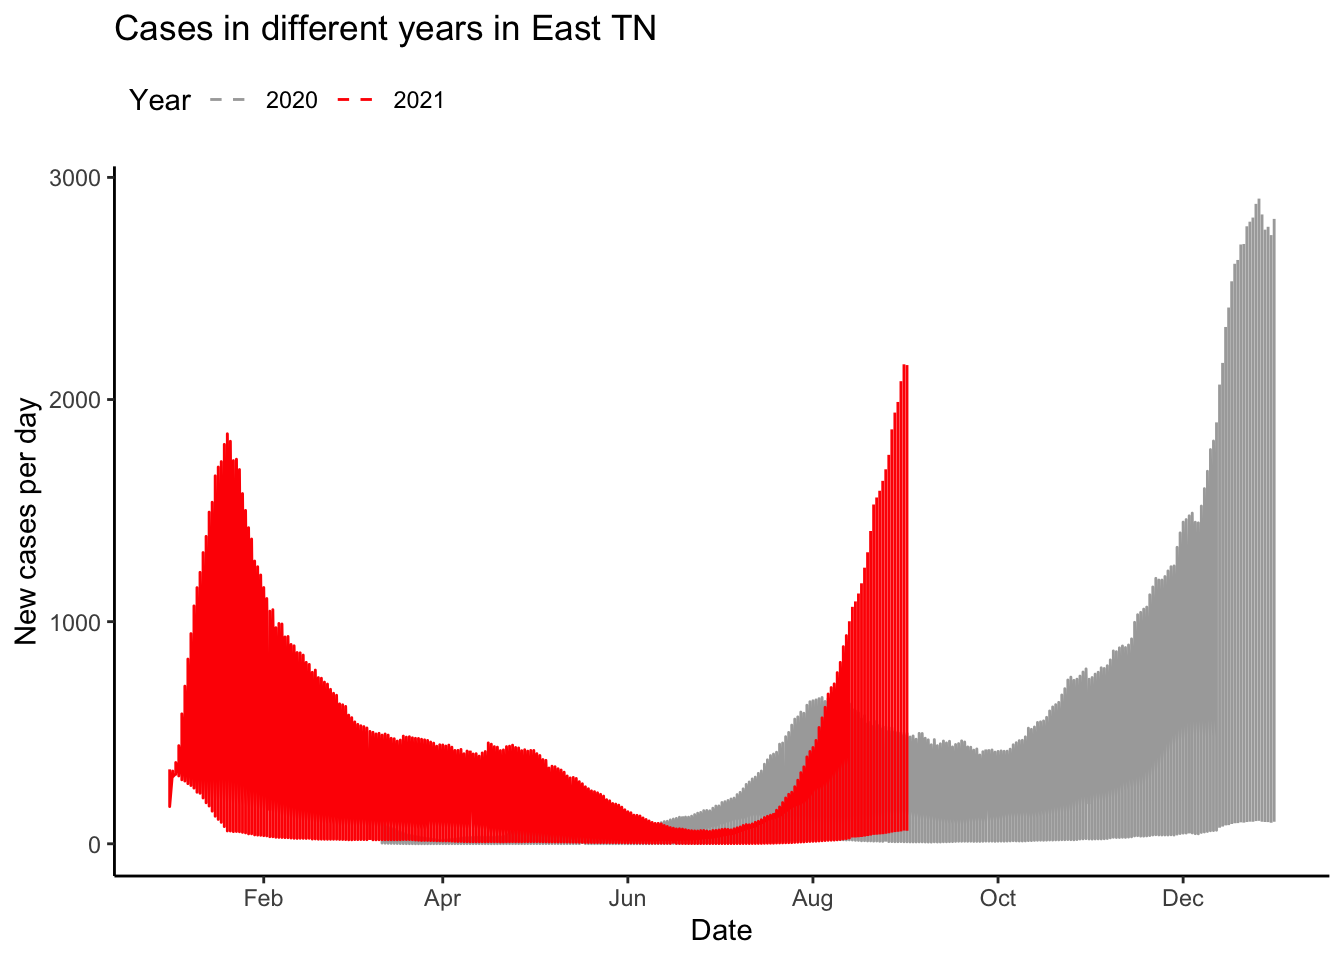 Cases in different years in East TN
Year 2020 2021
3000
2000
1000
0
New cases per day
Feb Apr Jun Aug Oct Dec
Date